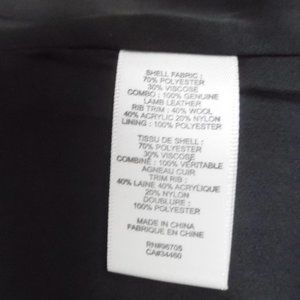 SHELL FABRIC :
70% POLYESTER
30% VISCOSE
COMBO : 100% GENUINE
LAMB LEATHER
RIB TRIM : 40% WOOL
40% ACRYLIC 20% NYLON
LINING : 100% POLYESTER
TISSU DE SHELL :
70% POLYESTER
30% VISCOSE
COMBINÉ : 100% VERITABLE
AGNEAU CUIR
TRIM RIB :
40% LAINE 40% ACRYLIQUE
20% NYLON
DOUBLURE :
100% POLYESTER
MADE IN CHINA
FABRIQUE EN CHINE
RN#96705
CA#34460